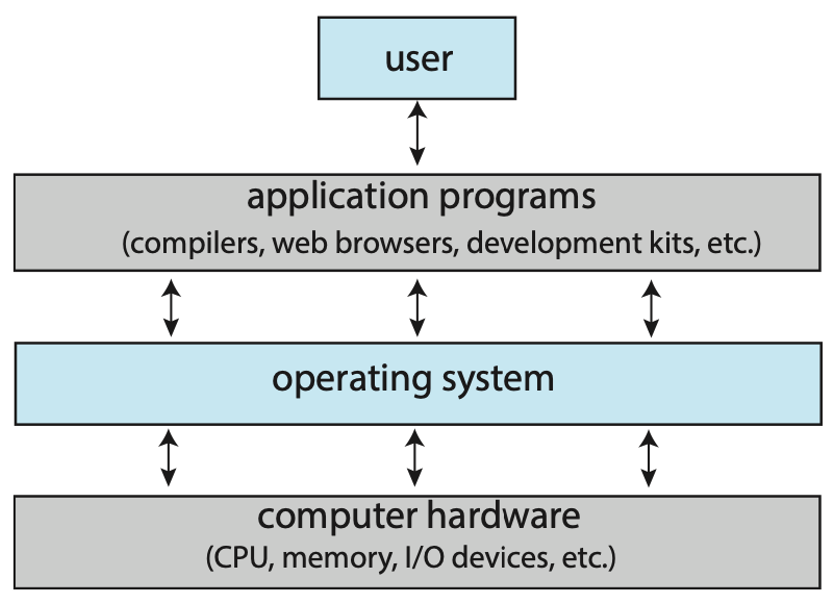 user
application programs
(compilers, web browsers, development kits, etc.)
operating system
computer hardware
(CPU, memory, I/O devices, etc.)